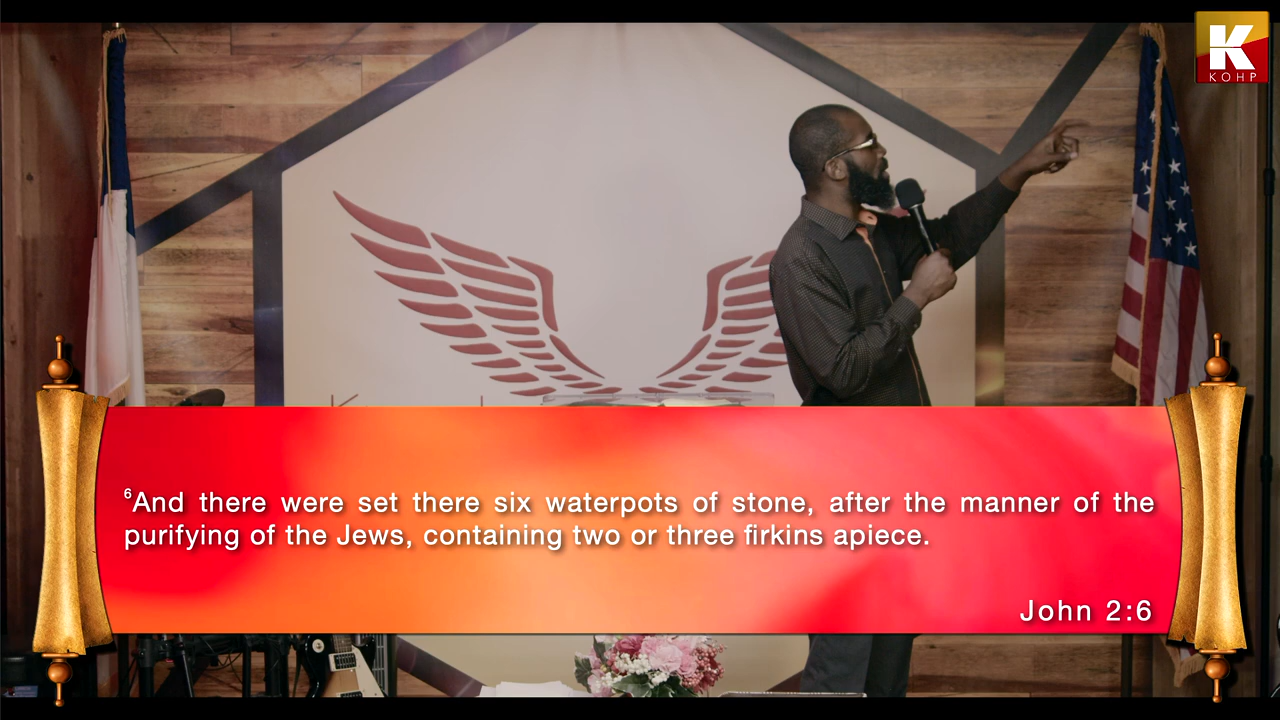 K
KOHP
⁶And there were set there six waterpots of stone, after the manner of the
purifying of the Jews, containing two or three firkins apiece.
John 2:6